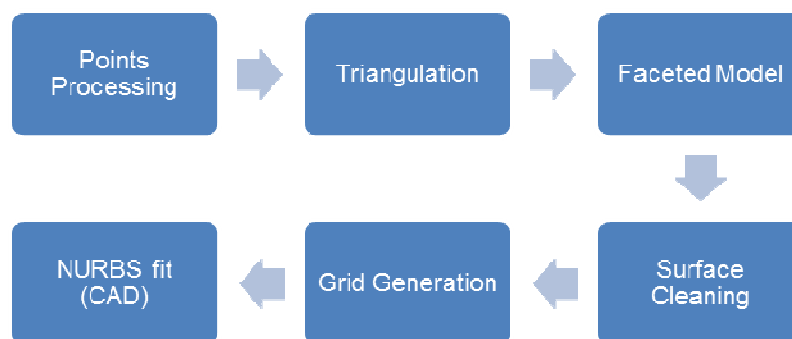 Points
Processing
Triangulation
Faceted Model
Surface
Cleaning
Grid Generation
NURBS fit
(CAD)